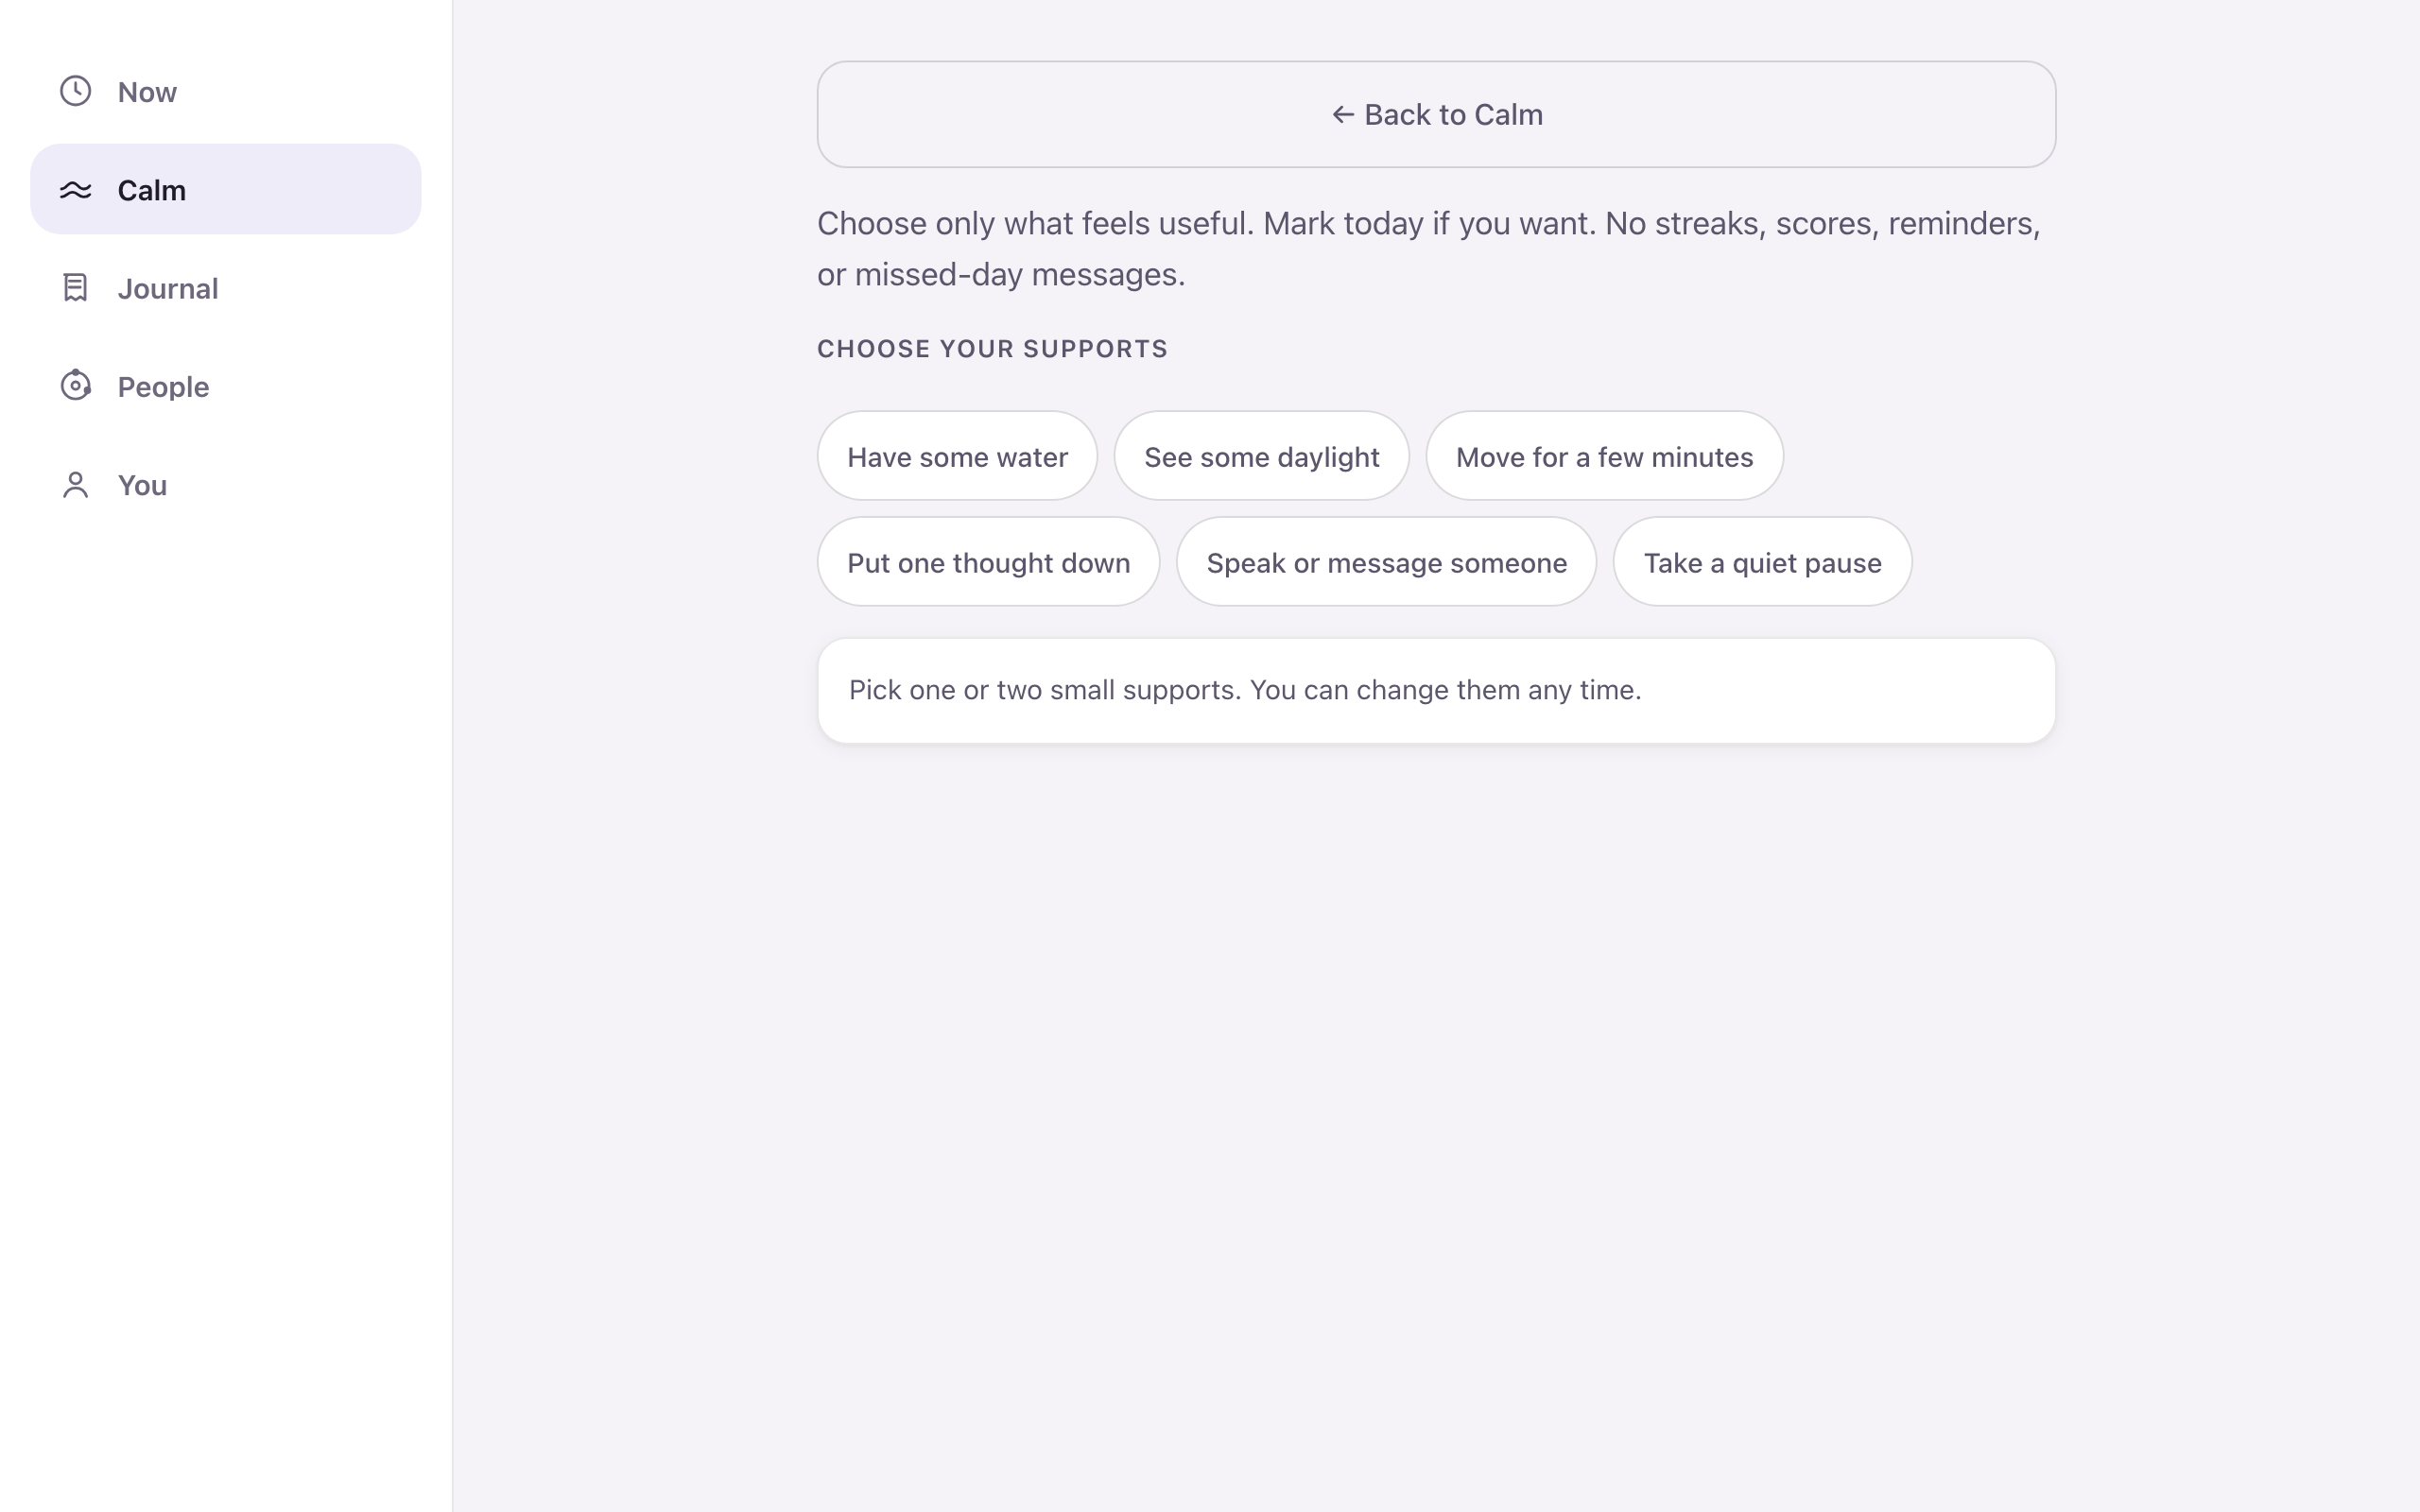 Now
Calm
Journal
People
You
← Back to Calm
Choose only what feels useful. Mark today if you want. No streaks, scores, reminders,
or missed-day messages.
CHOOSE YOUR SUPPORTS
Have some water
See some daylight
Move for a few minutes
Put one thought down
Speak or message someone
Take a quiet pause
Pick one or two small supports. You can change them any time.